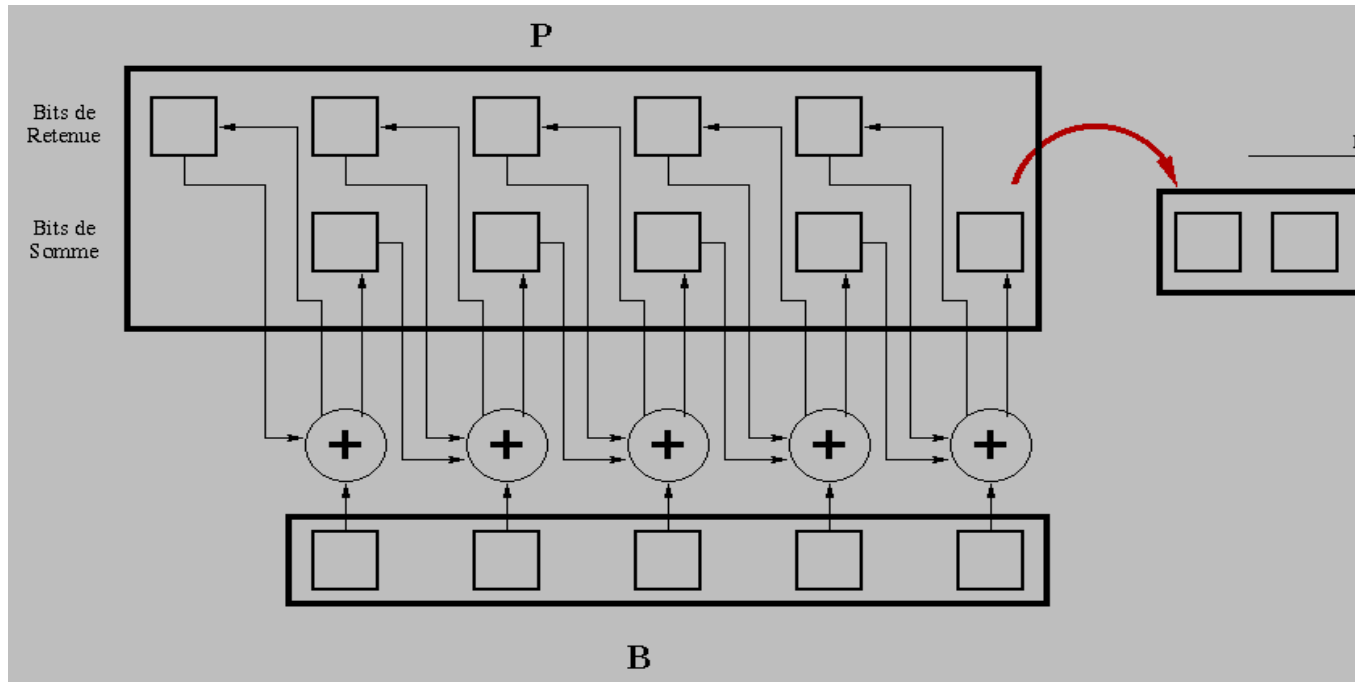 P
Bits de
Retenue
Bits de
Somme
+ + + + +
B